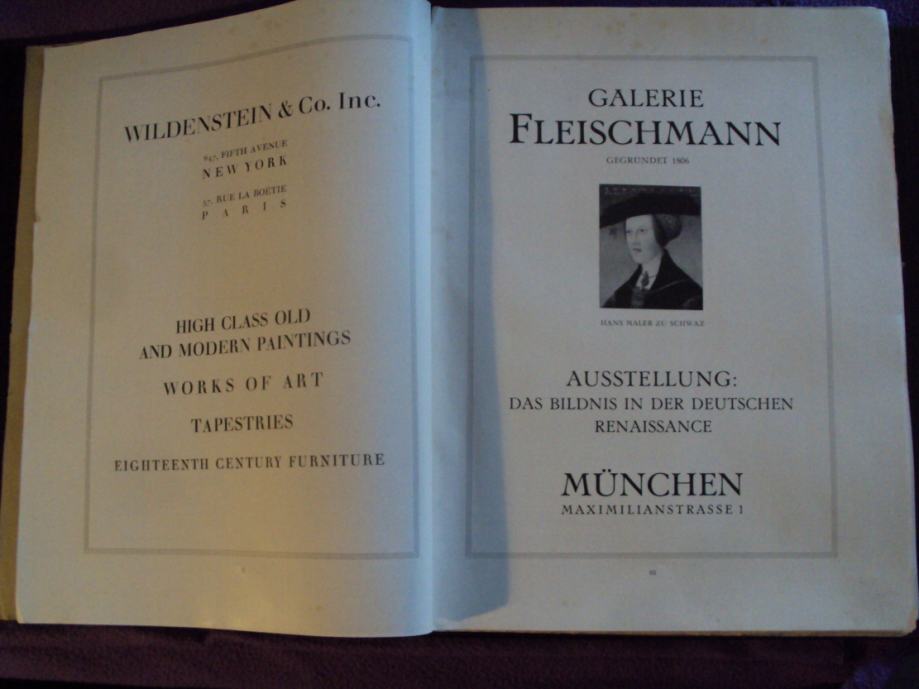 WILDENSTEIN & Co. Inc.
647, FIFTH AVENUE
NEW YORK
57, RUE LA BOETIE
PARIS
HIGH CLASS OLD
AND MODERN PAINTINGS
WORKS OF ART
TAPESTRIES
EIGHTEENTH CENTURY FURNITURE
GALERIE
FLEISCHMANN
GEGRÜNDET 1806
HANS MALER ZU SCHWAZ
AUSSTELLUNG:
DAS BILDNIS IN DER DEUTSCHEN
RENAISSANCE
MÜNCHEN
MAXIMILIANSTRASSE 1